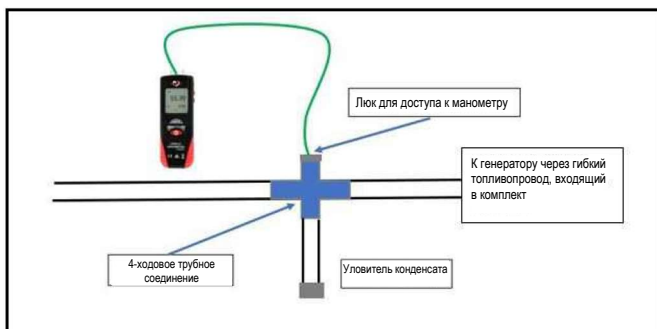 Люк для доступа к манометру
К генератору через гибкий
топливопровод, входящий
в комплект
4-ходовое трубное
соединение
Уловитель конденсата